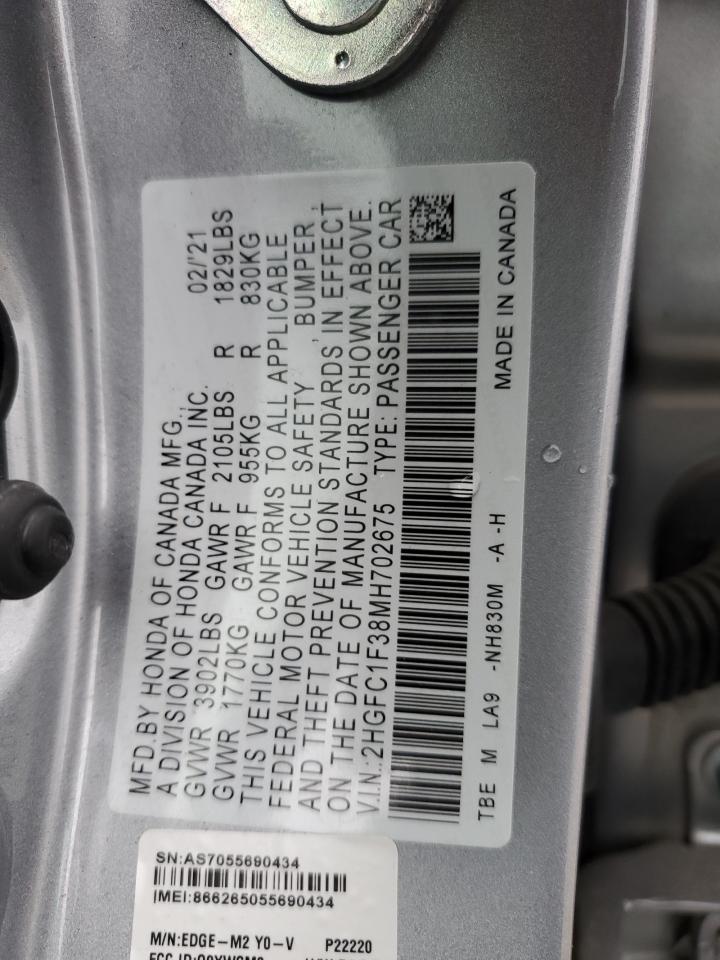 MFD.BY HONDA OF CANADA MFG., 02/'21
A DIVISION OF HONDA CANADA INC.
GVWR 3902LBS GAWR F 2105LBS R 1829LBS
GVWR 1770KG GAWR F 955KG R 830KG
THIS VEHICLE CONFORMS TO ALL APPLICABLE
FEDERAL MOTOR VEHICLE SAFETY , BUMPER ,
AND THEFT PREVENTION STANDARDS IN EFFECT
ON THE DATE OF MANUFACTURE SHOWN ABOVE.
V.I.N.:2HGFC1F38MH702675 TYPE: PASSENGER CAR
TBE M LA9 -NH830M -A -H MADE IN CANADA
SN:AS7055690434
IMEI:866265055690434
M/N:EDGE-M2 Y0-V P22220